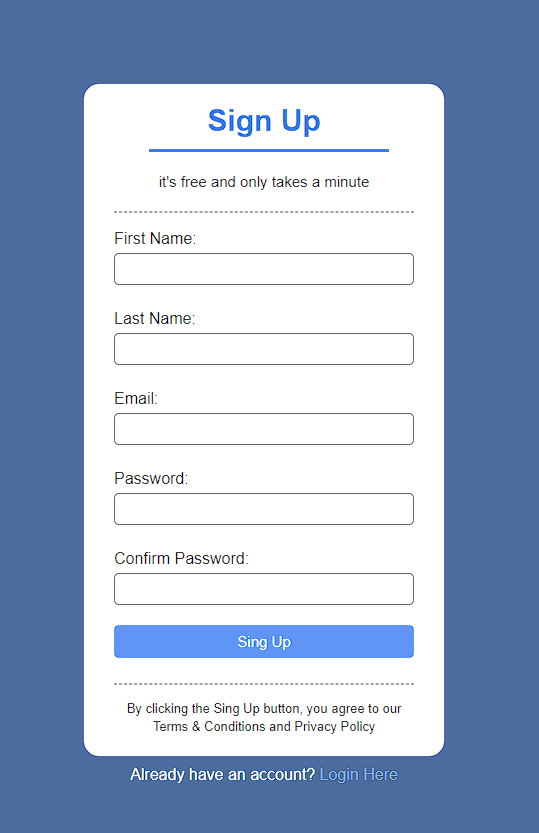 Sign Up
it's free and only takes a minute
First Name:
Last Name:
Email:
Password:
Confirm Password:
Sing Up
By clicking the Sing Up button, you agree to our
Terms & Conditions and Privacy Policy
Already have an account? Login Here